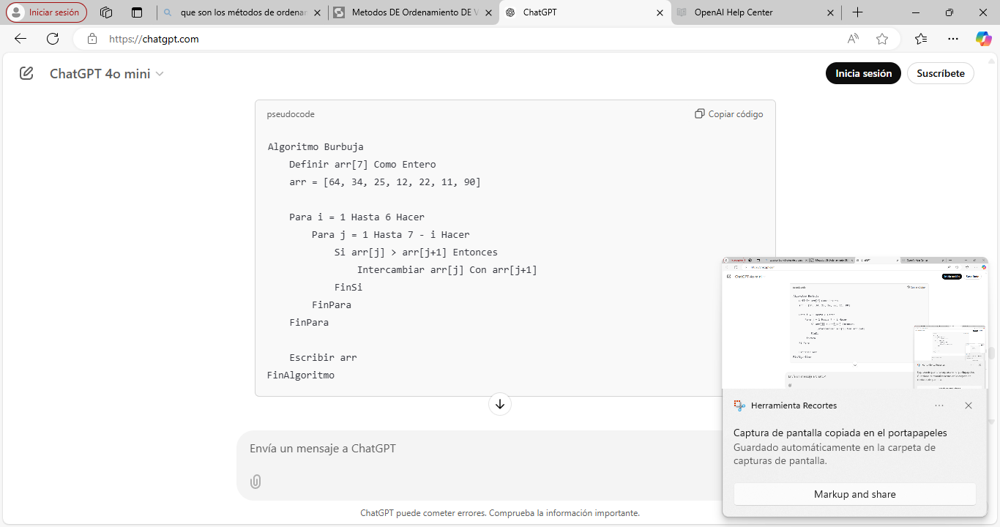 Iniciar sesión
que son los métodos de ordenar
Metodos DE Ordenamiento DE V
ChatGPT
OpenAI Help Center
https://chatgpt.com
ChatGPT 4o mini
Inicia sesión
Suscríbete
pseudocode
Copiar código
Algoritmo Burbuja
Definir arr[7] Como Entero
arr = [64, 34, 25, 12, 22, 11, 90]
Para i = 1 Hasta 6 Hacer
Para j = 1 Hasta 7 - i Hacer
Si arr[j] > arr[j+1] Entonces
Intercambiar arr[j] Con arr[j+1]
FinSi
FinPara
FinPara
Escribir arr
FinAlgoritmo
Envía un mensaje a ChatGPT
ChatGPT puede cometer errores. Comprueba la información importante.
ChatGPT 4o mini
Herramienta Recortes
Captura de pantalla copiada en el portapapeles
Guardado automáticamente en la carpeta de
capturas de pantalla.
Markup and share